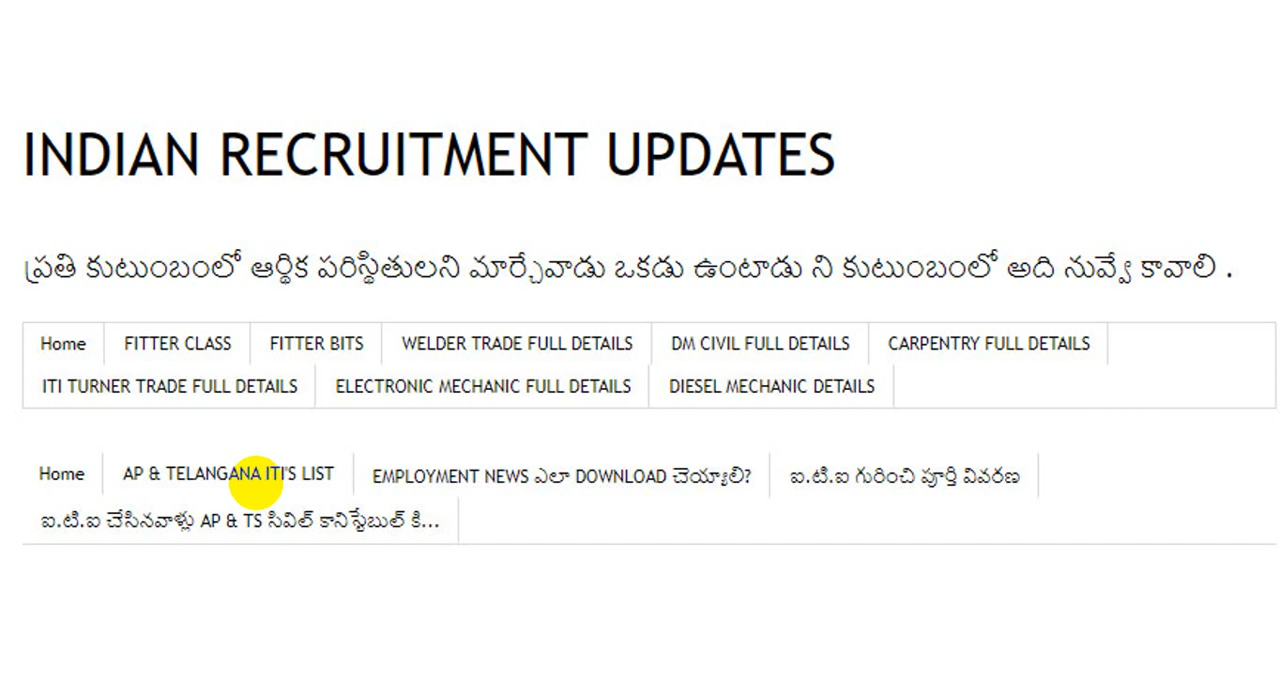 INDIAN RECRUITMENT UPDATES
ప్రతి కుటుంబంలో ఆర్థిక పరిస్థితులని మార్చేవాడు ఒకడు ఉంటాడు ని కుటుంబంలో అది నువ్వే కావాలి .
Home FITTER CLASS FITTER BITS WELDER TRADE FULL DETAILS DM CIVIL FULL DETAILS CARPENTRY FULL DETAILS
ITI TURNER TRADE FULL DETAILS ELECTRONIC MECHANIC FULL DETAILS DIESEL MECHANIC DETAILS
Home AP & TELANGANA ITI'S LIST EMPLOYMENT NEWS ఎలా DOWNLOAD చెయ్యాలి? ఐ.టి.ఐ గురించి పూర్తి వివరణ
ఐ.టి.ఐ చేసినవాళ్లు AP & TS సివిల్ కానిస్టేబుల్ కి...